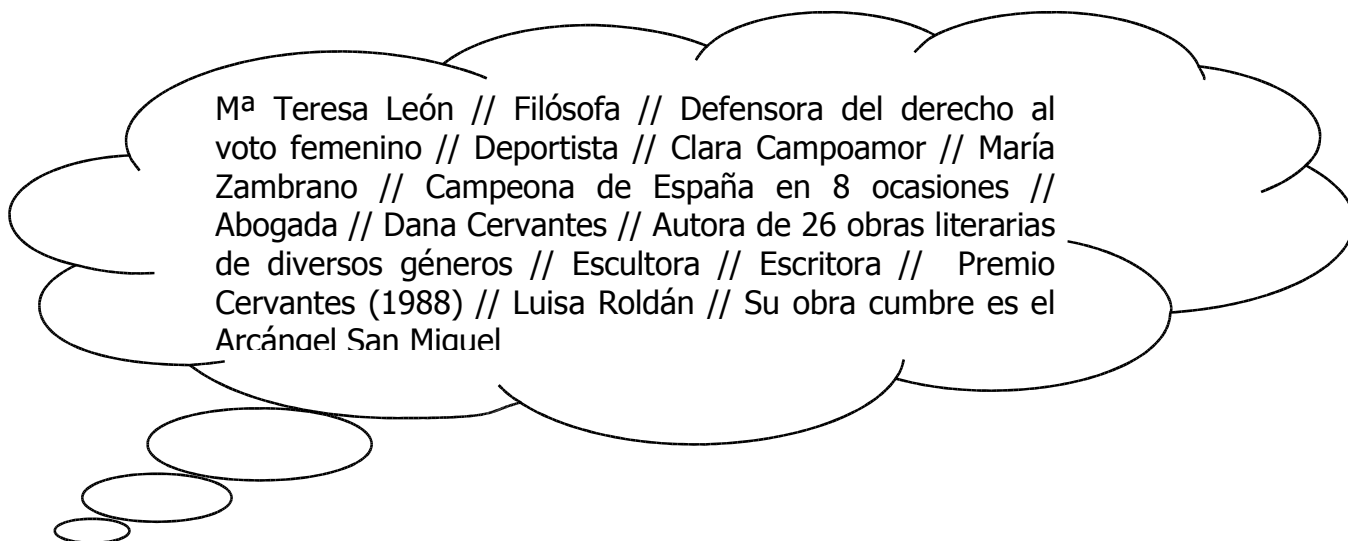 Mª Teresa León // Filósofa // Defensora del derecho al
voto femenino // Deportista // Clara Campoamor // María
Zambrano // Campeona de España en 8 ocasiones //
Abogada // Dana Cervantes // Autora de 26 obras literarias
de diversos géneros // Escultora // Escritora // Premio
Cervantes (1988) // Luisa Roldán // Su obra cumbre es el
Arcángel San Miguel